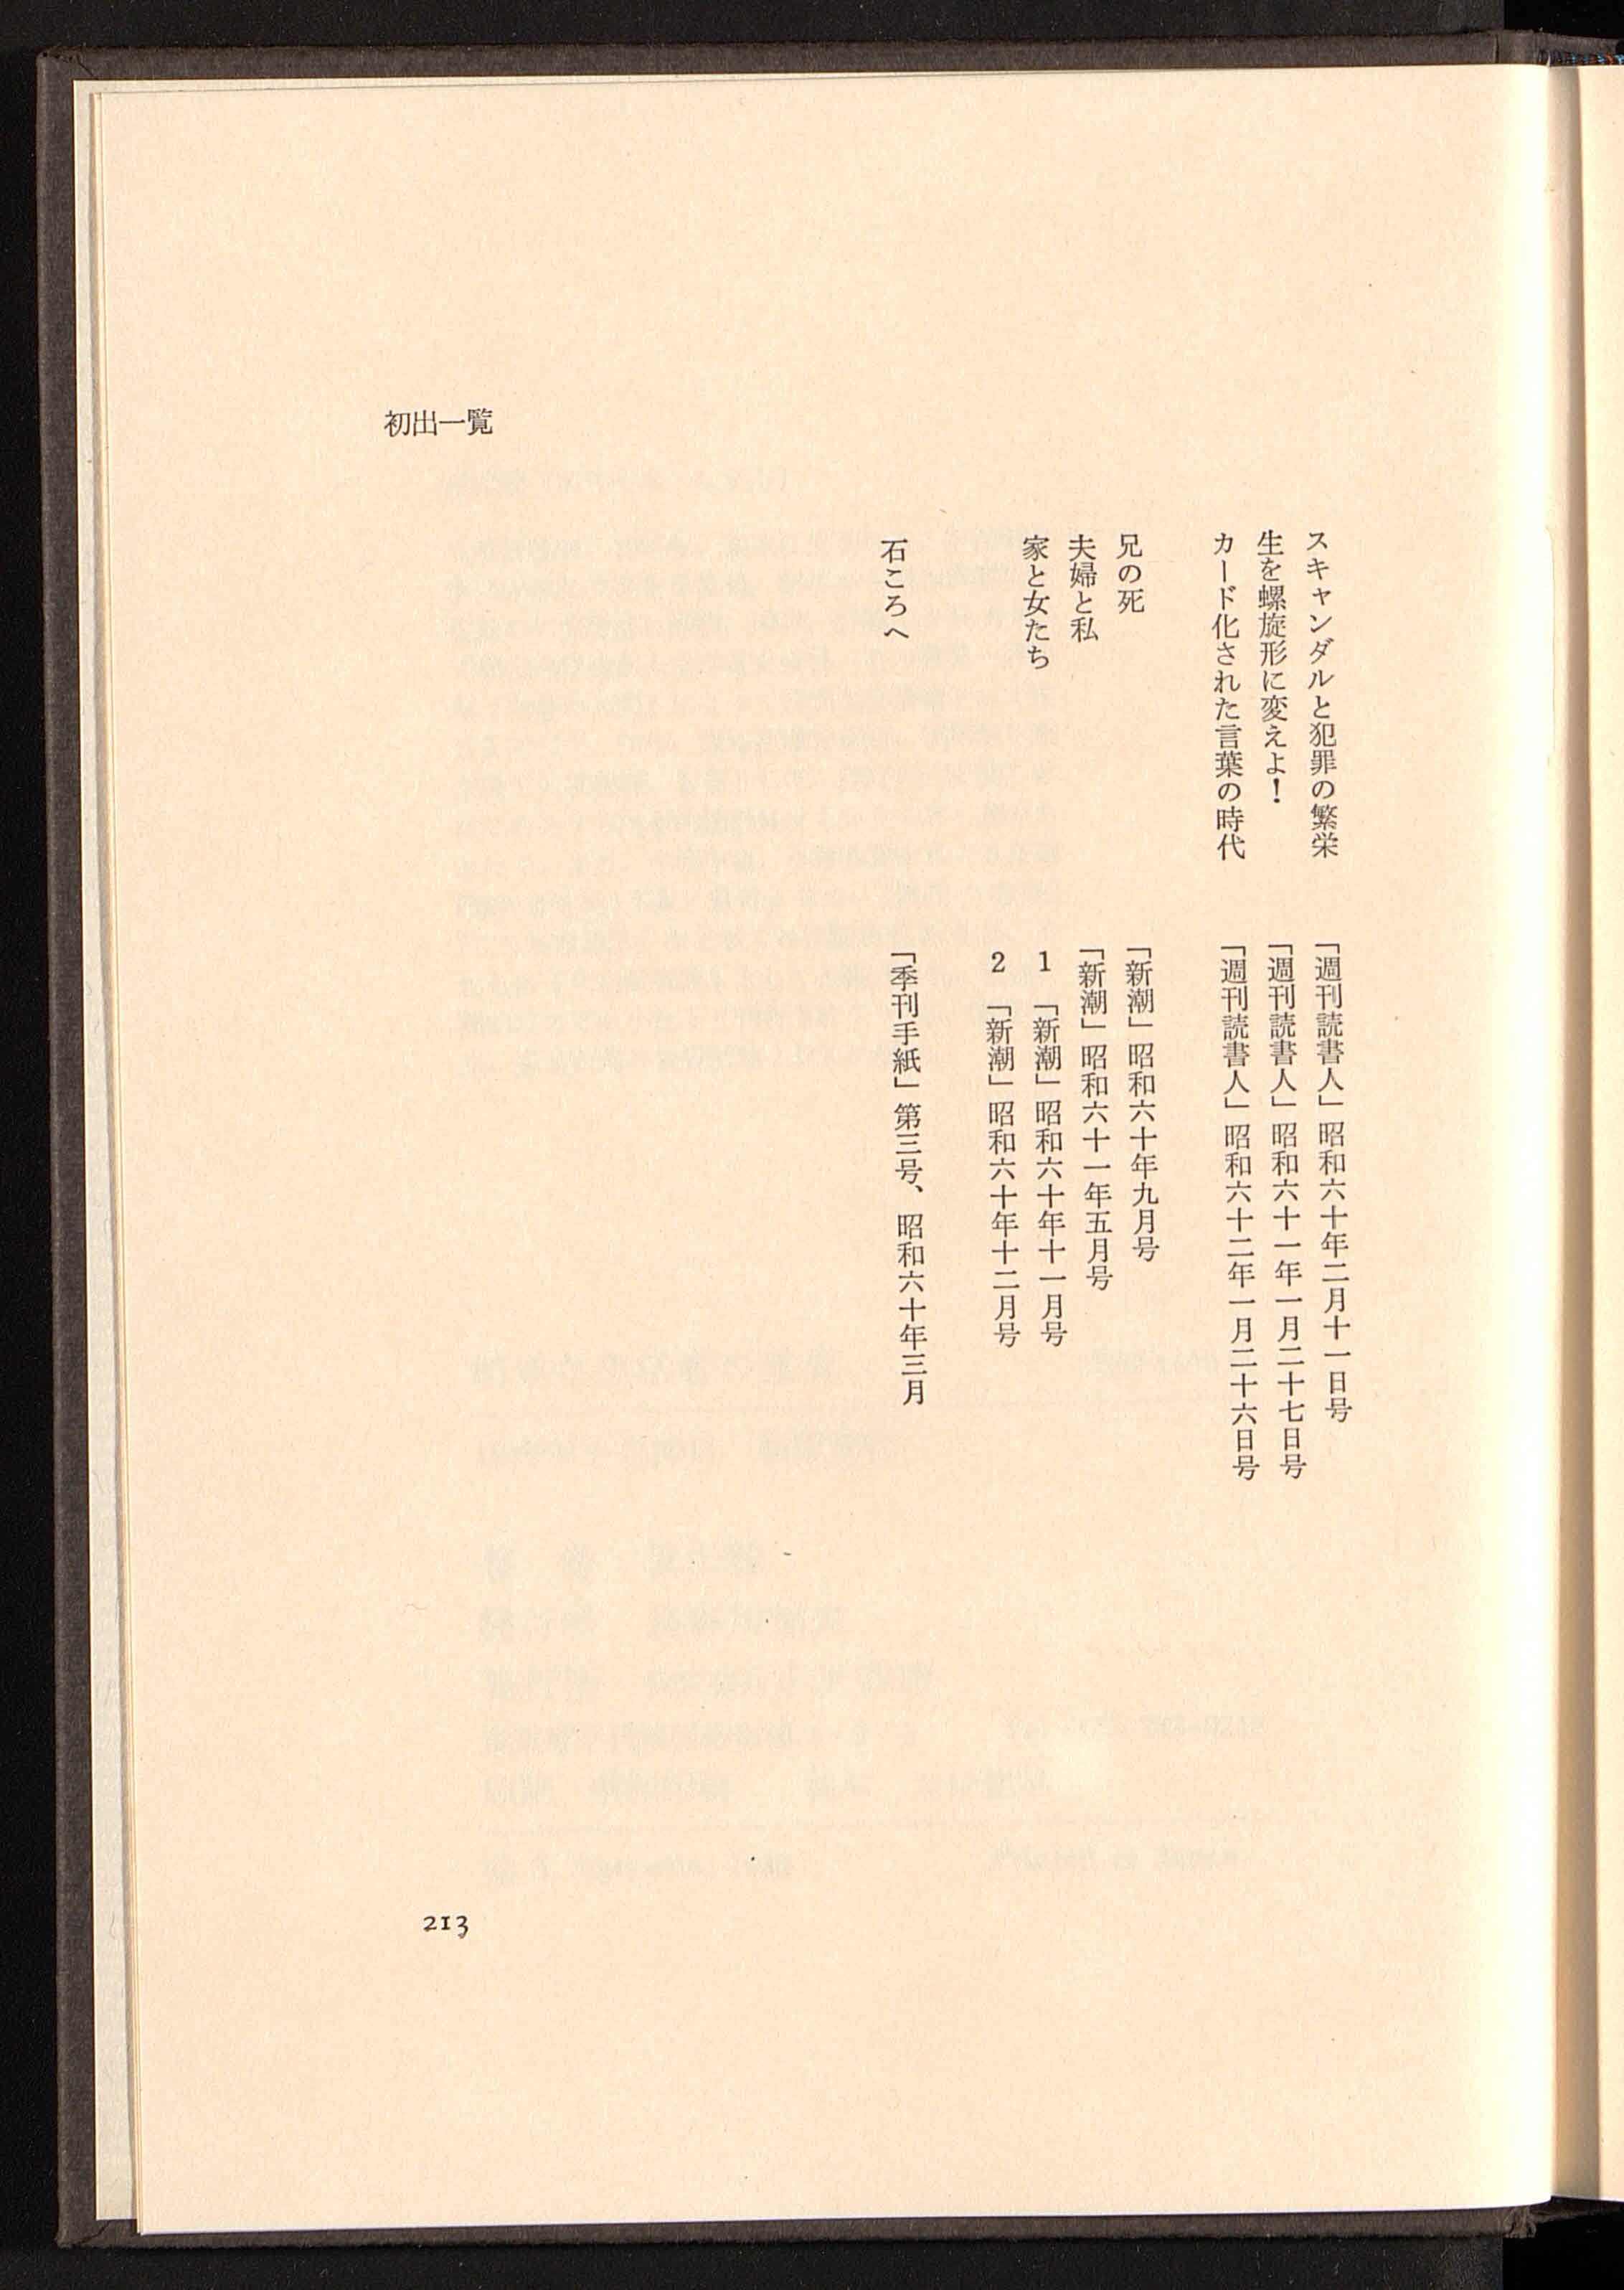 スキャンダルと犯罪の繁栄　「週刊読書人」昭和六十年二月十一日号
生を螺旋形に変えよ！　「週刊読書人」昭和六十一年一月二十七日号
カード化された言葉の時代　「週刊読書人」昭和六十二年一月二十六日号
兄の死　「新潮」昭和六十年九月号
夫婦と私　「新潮」昭和六十一年五月号
家と女たち　1　「新潮」昭和六十年十一月号
2　「新潮」昭和六十年十二月号
石ころへ　「季刊手紙」第三号、昭和六十年三月
初出一覧
213